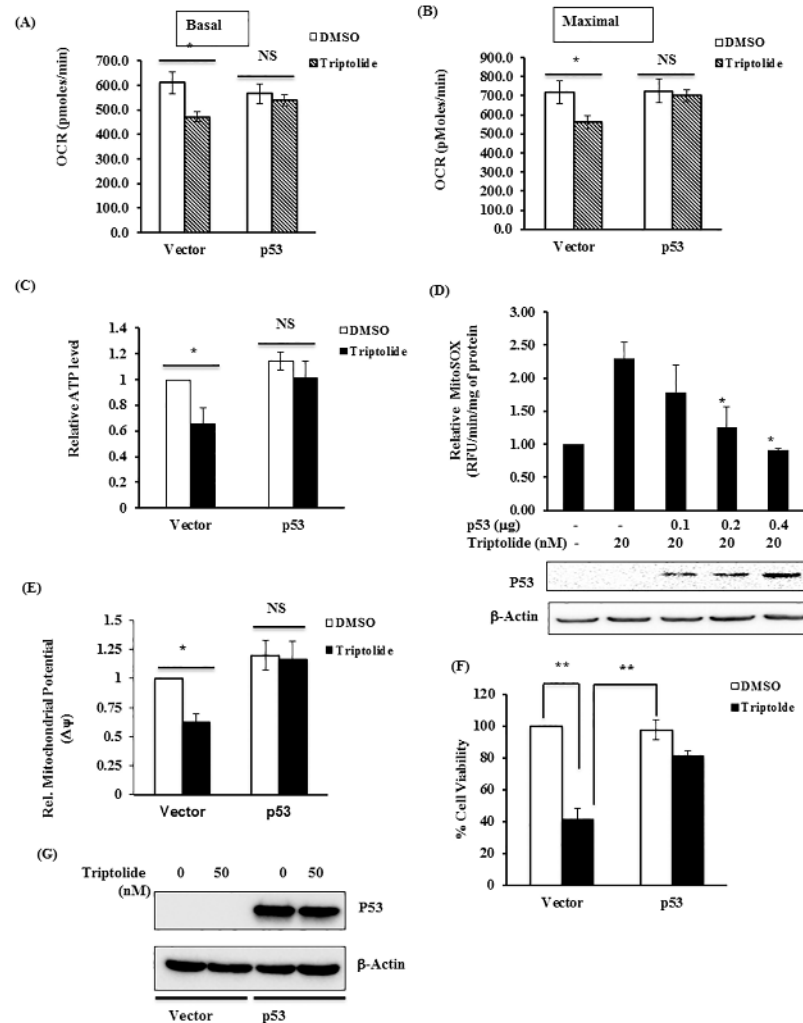 (A)
Basal
*
NS
DMSO
Triptolide
OCR (pmoles/min)
700.0
600.0
500.0
400.0
300.0
200.0
100.0
0.0
Vector
p53
(B)
Maximal
*
NS
DMSO
Triptolide
OCR (pMoles/min)
900.0
800.0
700.0
600.0
500.0
400.0
300.0
200.0
100.0
0.0
Vector
p53
(C)
*
NS
DMSO
Triptolide
Relative ATP level
1.4
1.2
1
0.8
0.6
0.4
0.2
0
Vector
p53
(D)
Relative MitoSOX
(RFU/min/mg of protein)
3.00
2.50
2.00
1.50
1.00
0.50
0.00
*
*
p53 (μg) - - 0.1 0.2 0.4
Triptolide (nM) - 20 20 20 20
P53
β-Actin
(E)
*
NS
DMSO
Triptolide
Rel. Mitochondrial Potential
(Δψ)
1.5
1.25
1
0.75
0.5
0.25
0
Vector
p53
(F)
**
**
DMSO
Triptolde
% Cell Viability
120
100
80
60
40
20
0
Vector
p53
(G)
Triptolide 0 50 0 50
(nM)
P53
β-Actin
Vector
p53